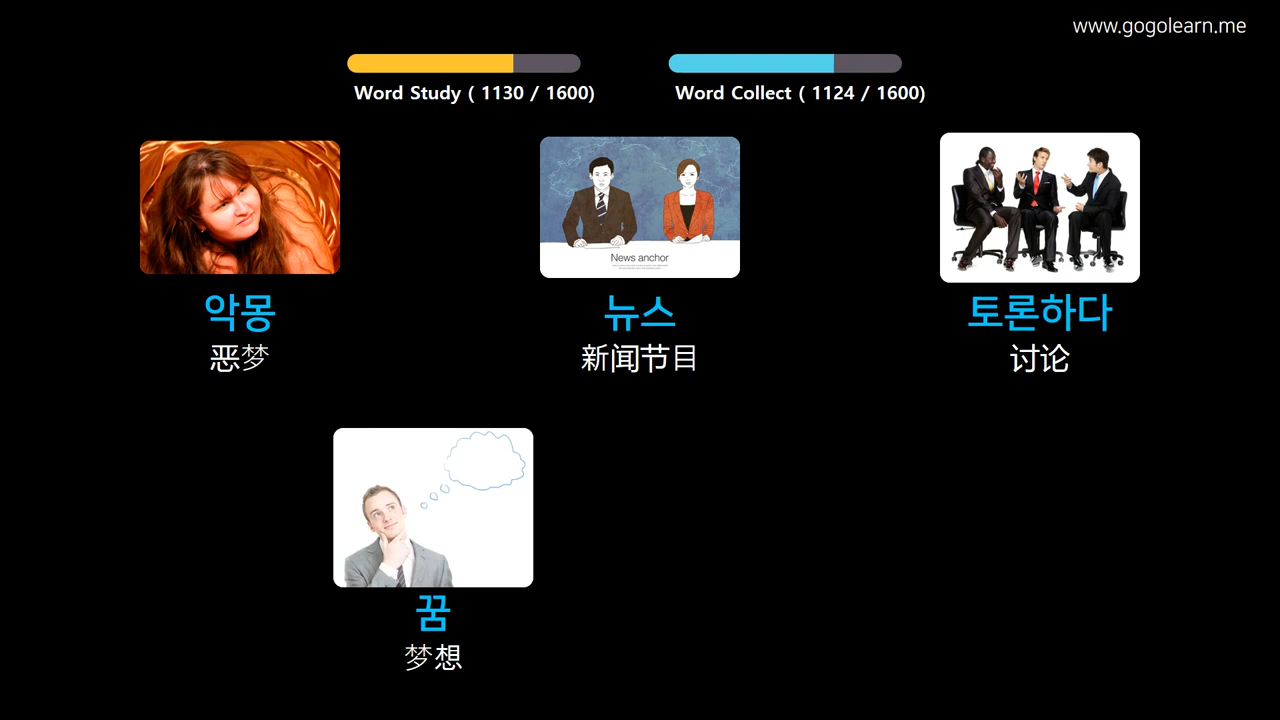 www.gogolearn.me
Word Study ( 1130 / 1600)
Word Collect ( 1124 / 1600)
News anchor
악몽
뉴스
토론하다
恶梦
新闻节目
讨论
꿈
梦想